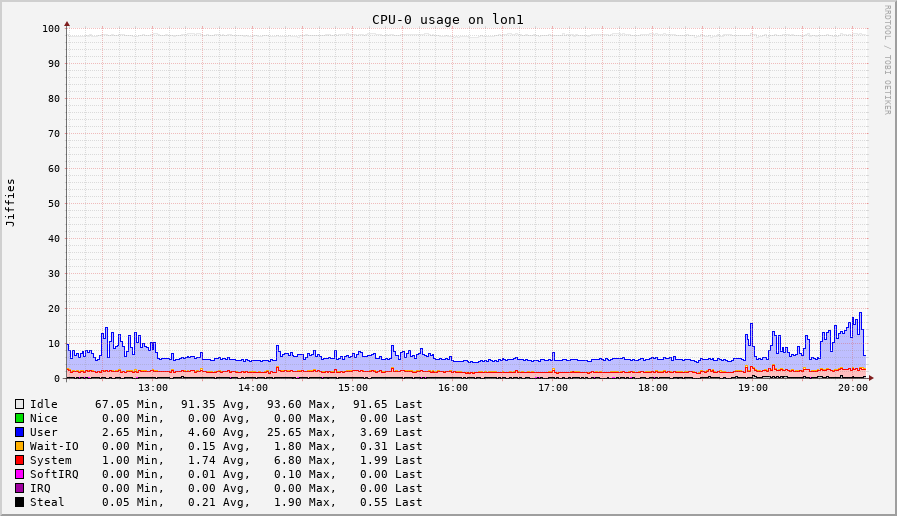 CPU-0 usage on lon1
RRDTOOL / TOBI OETIKER
Jiffies
100
90
80
70
60
50
40
30
20
10
0
13:00 14:00 15:00 16:00 17:00 18:00 19:00 20:00
Idle 67.05 Min, 91.35 Avg, 93.60 Max, 91.65 Last
Nice 0.00 Min, 0.00 Avg, 0.00 Max, 0.00 Last
User 2.65 Min, 4.60 Avg, 25.65 Max, 3.69 Last
Wait-IO 0.00 Min, 0.15 Avg, 1.80 Max, 0.31 Last
System 1.00 Min, 1.74 Avg, 6.80 Max, 1.99 Last
SoftIRQ 0.00 Min, 0.01 Avg, 0.10 Max, 0.00 Last
IRQ 0.00 Min, 0.00 Avg, 0.00 Max, 0.00 Last
Steal 0.05 Min, 0.21 Avg, 1.90 Max, 0.55 Last